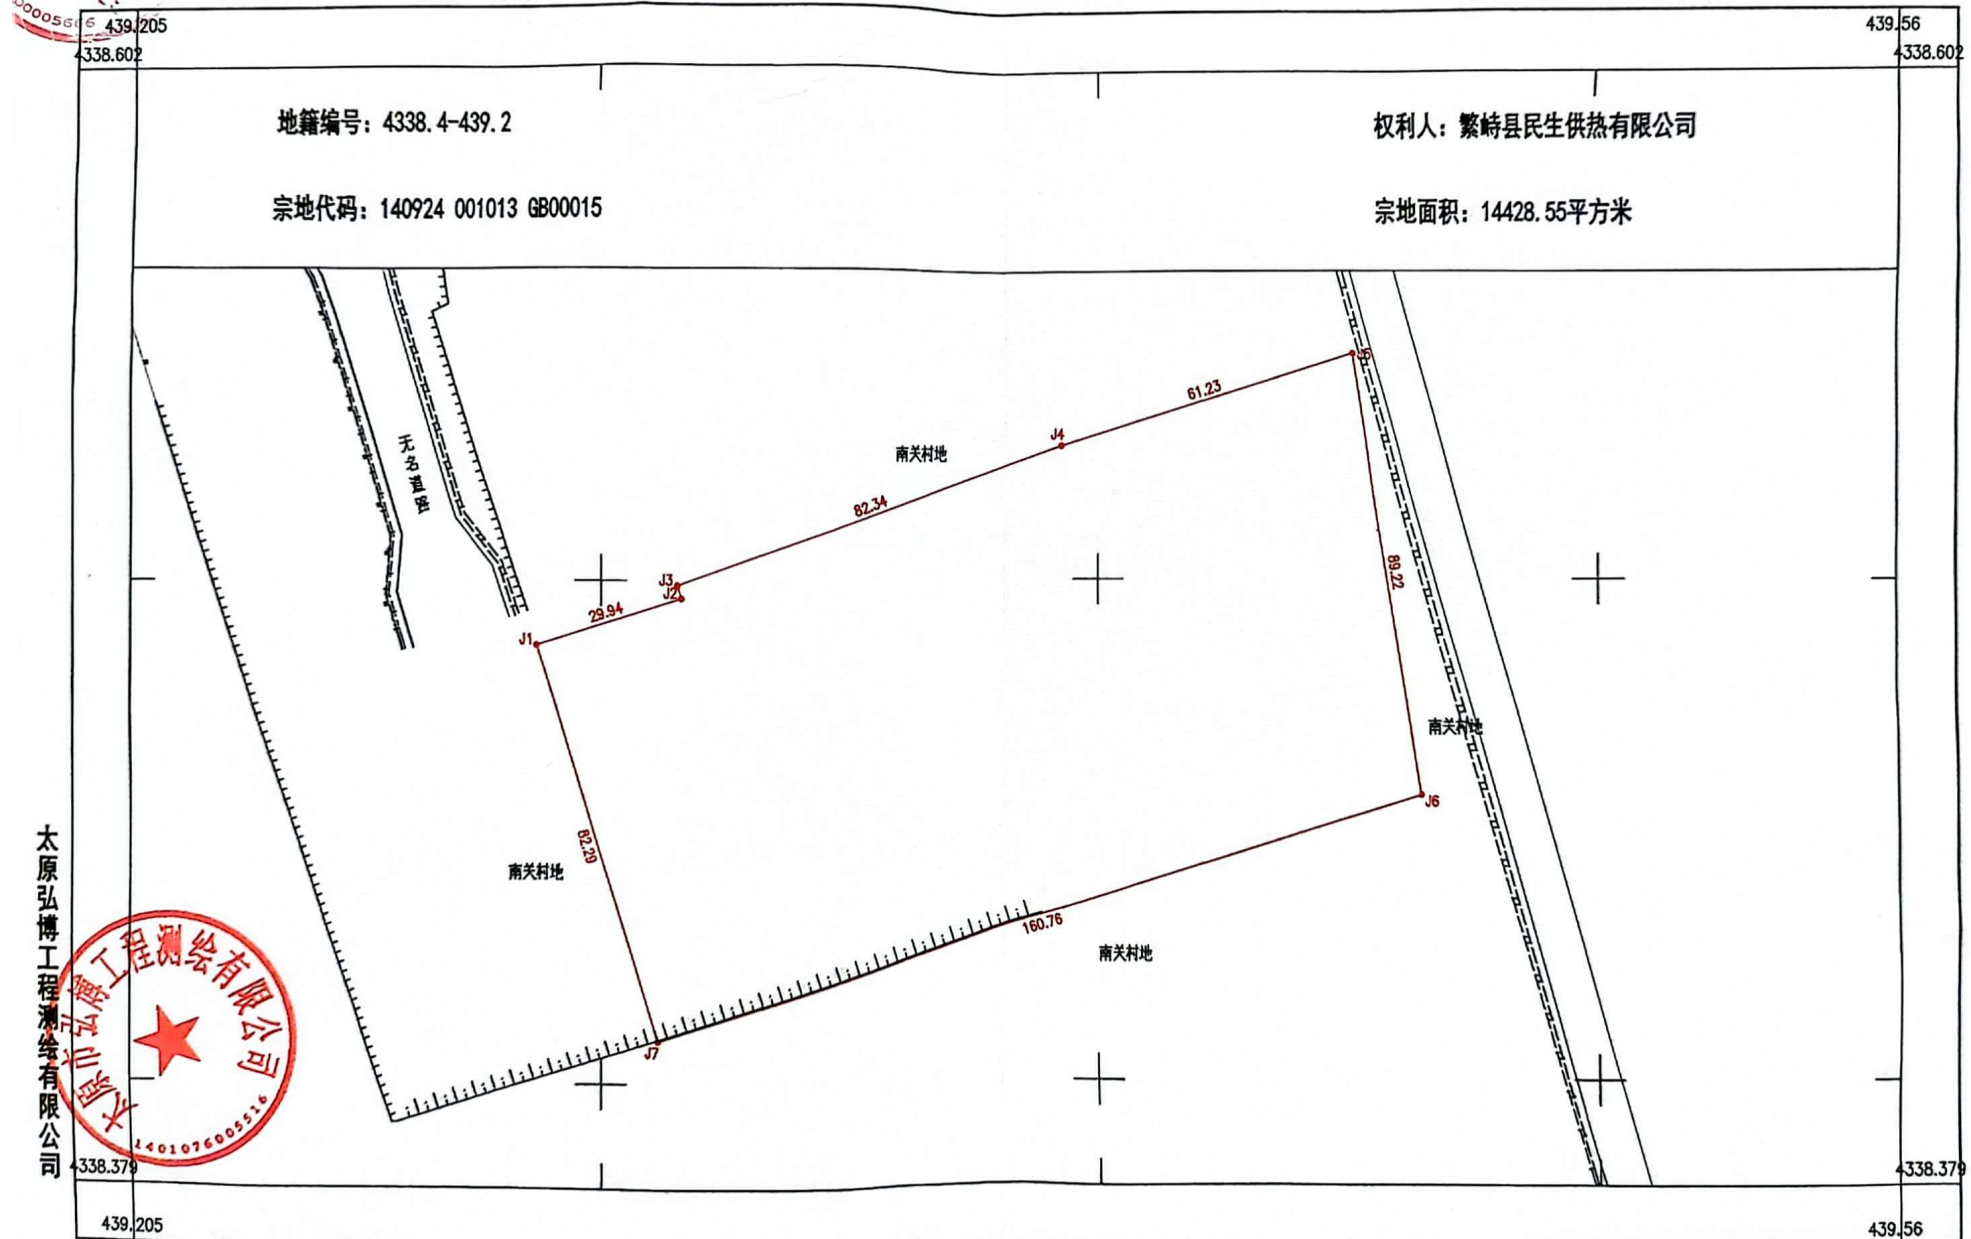 00005606
439.205
439.56
4338.602
4338.602
地籍编号：4338.4-439.2
权利人：繁峙县民生供热有限公司
宗地代码：140924 001013 GB00015
宗地面积：14428.55平方米
无名道路
南关村地
J5
61.23
J4
82.34
J3
J2
29.94
J1
89.22
南关村地
J6
82.29
南关村地
160.76
南关村地
J7
太原弘博工程测绘有限公司
太原市弘博工程测绘有限公司
1401076005516
4338.379
4338.379
439.205
439.56